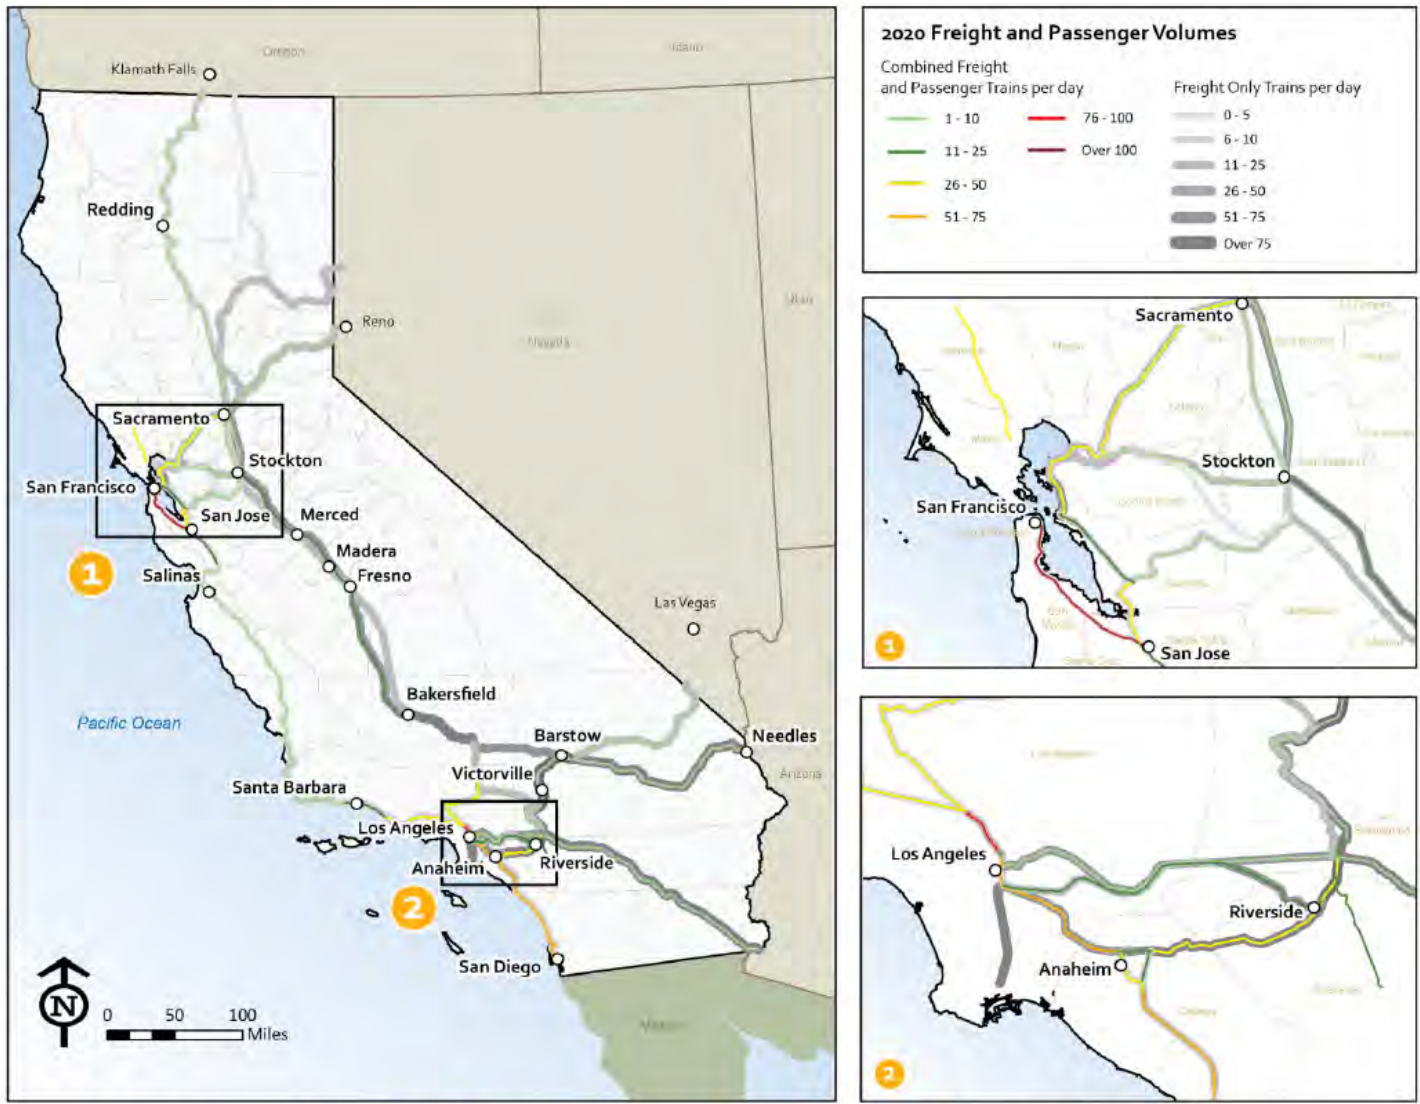 Oregon
Idaho
Klamath Falls
Redding
Reno
Nevada
Utah
Sacramento
Stockton
San Francisco
San Jose
Merced
1
Madera
Salinas
Fresno
Las Vegas
Pacific Ocean
Bakersfield
Barstow
Needles
Arizona
Victorville
Santa Barbara
Los Angeles
Anaheim
Riverside
2
San Diego
N
0 50 100
Miles
2020 Freight and Passenger Volumes
Combined Freight
and Passenger Trains per day
1 - 10
11 - 25
26 - 50
51 - 75
76 - 100
Over 100
Freight Only Trains per day
0 - 5
6 - 10
11 - 25
26 - 50
51 - 75
Over 75
Sacramento
Stockton
San Francisco
San Jose
1
Los Angeles
Riverside
Anaheim
2